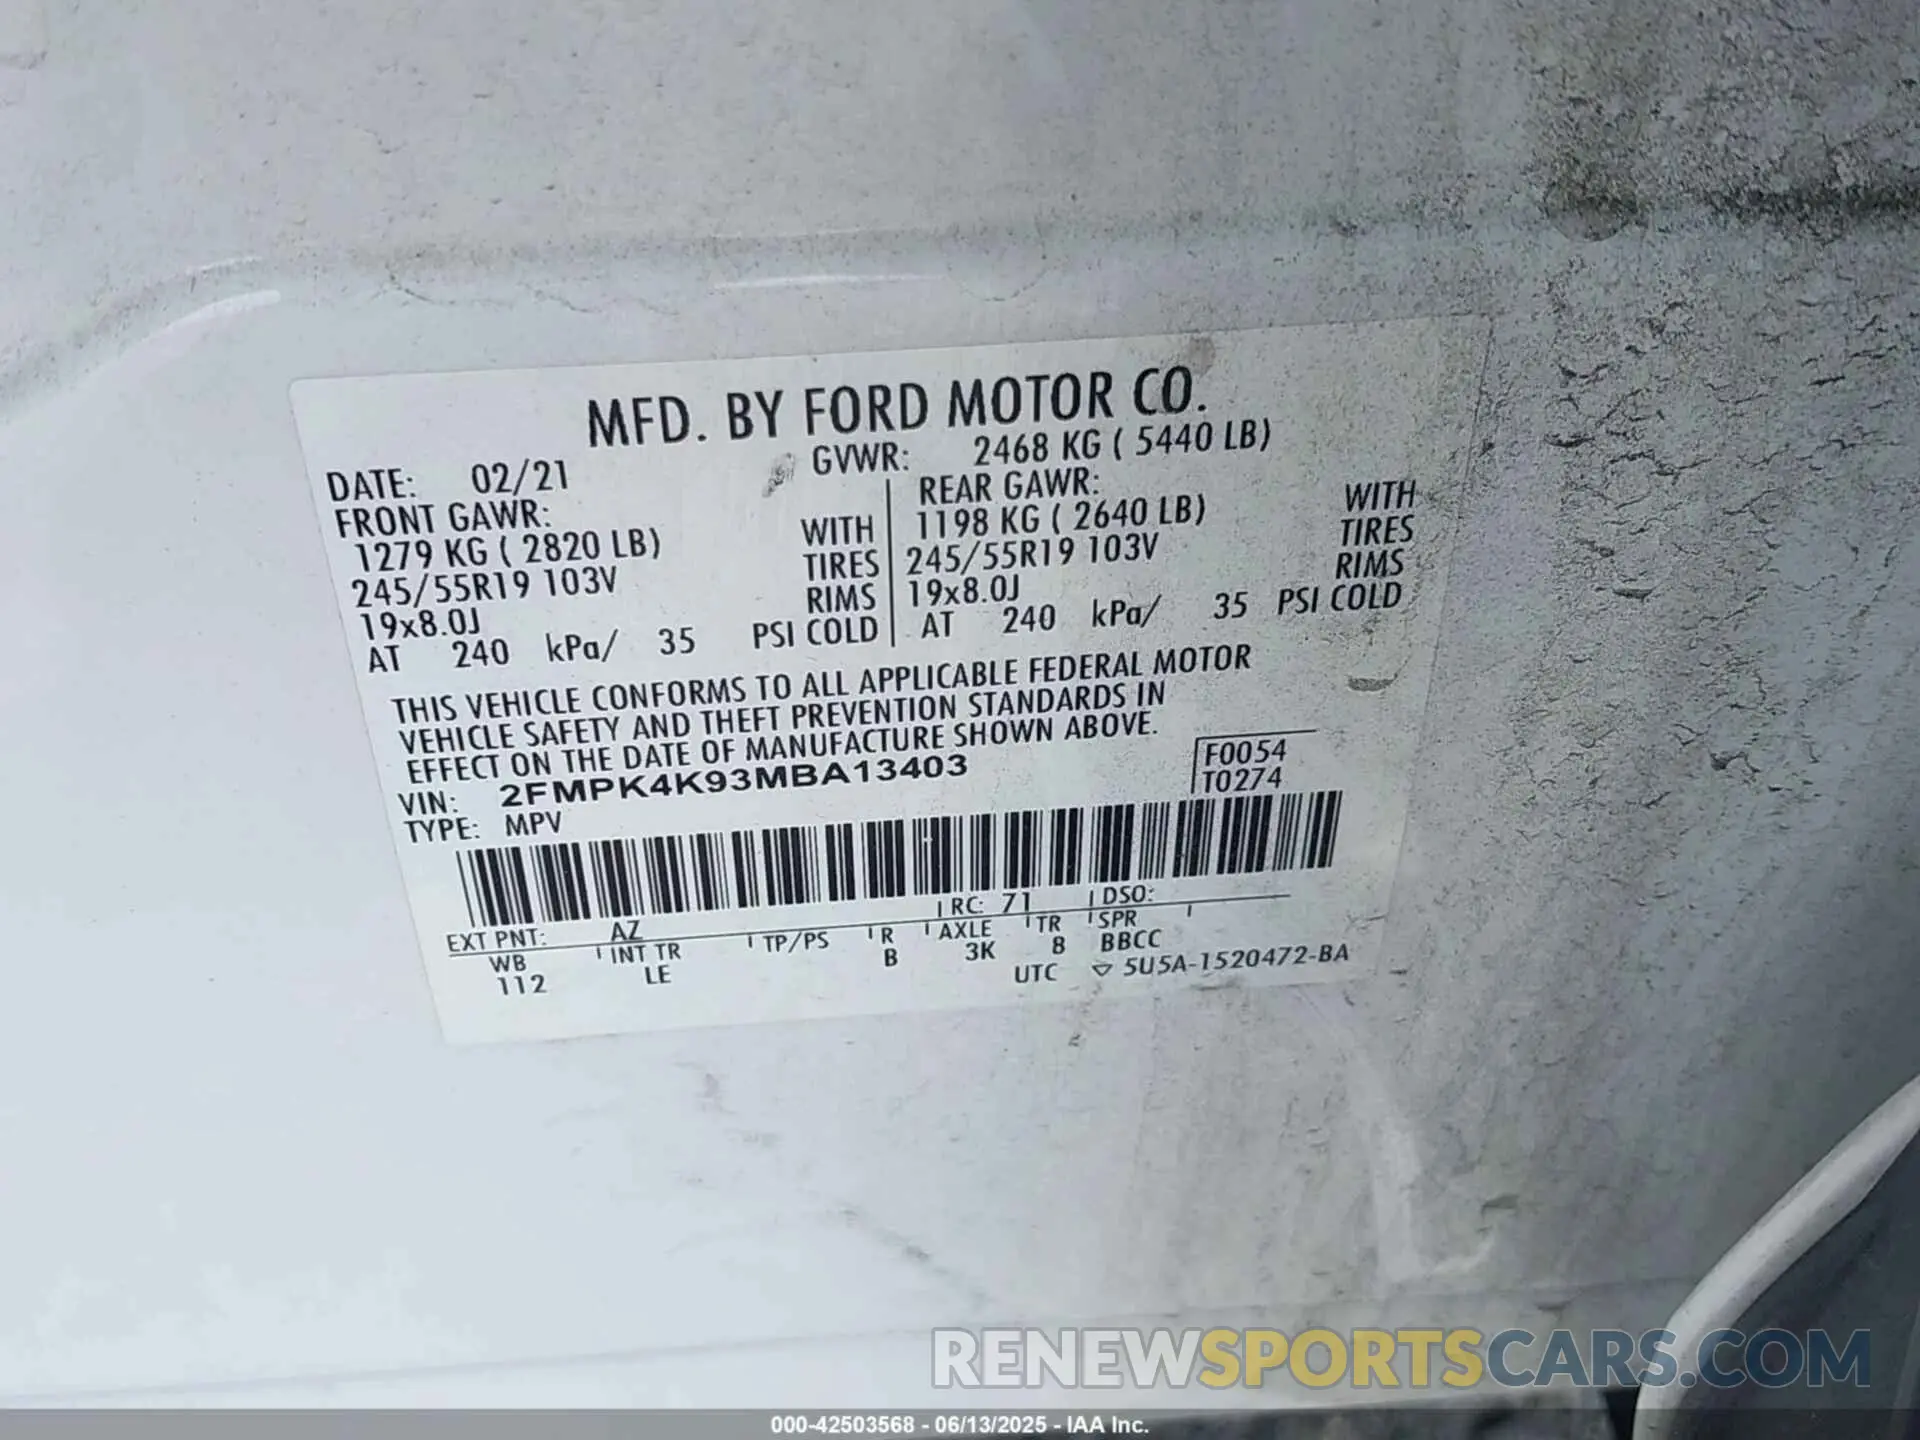 MFD. BY FORD MOTOR CO.
DATE: 02/21 GVWR: 2468 KG ( 5440 LB)
FRONT GAWR: REAR GAWR:
1279 KG ( 2820 LB) WITH 1198 KG ( 2640 LB) WITH
245/55R19 103V TIRES 245/55R19 103V TIRES
19x8.0J RIMS 19x8.0J RIMS
AT 240 kPa/ 35 PSI COLD AT 240 kPa/ 35 PSI COLD
THIS VEHICLE CONFORMS TO ALL APPLICABLE FEDERAL MOTOR
VEHICLE SAFETY AND THEFT PREVENTION STANDARDS IN
EFFECT ON THE DATE OF MANUFACTURE SHOWN ABOVE.
VIN: 2FMPK4K93MBA13403 F0054
TYPE: MPV T0274
EXT PNT: AZ RC: 71 DSO:
WB INT TR TP/PS R AXLE TR SPR
112 LE B 3K 8 BBCC
UTC 5U5A-1520472-BA
RENEWSPORTSCARS.COM
000-42503568 - 06/13/2025 - IAA Inc.